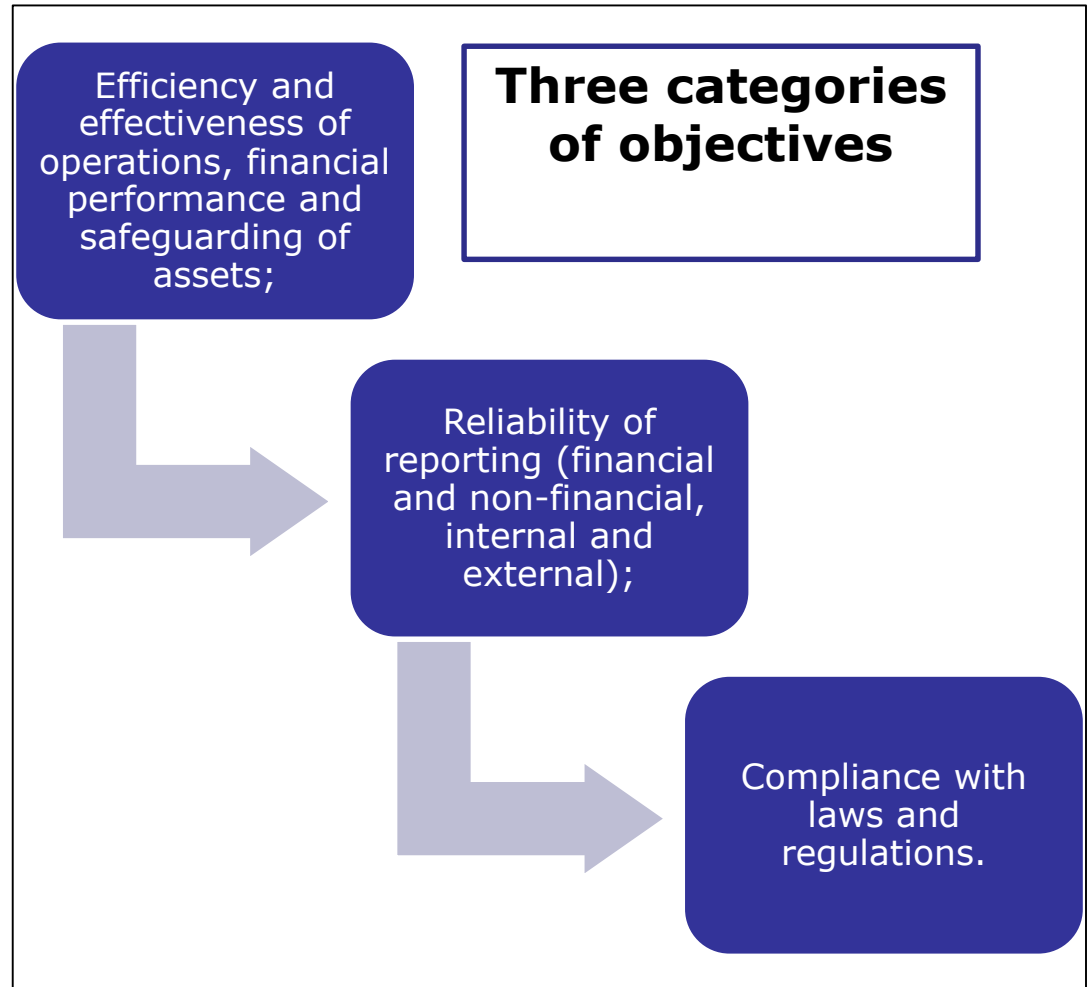 Three categories
of objectives
Efficiency and
effectiveness of
operations, financial
performance and
safeguarding of
assets;
Reliability of
reporting (financial
and non-financial,
internal and
external);
Compliance with
laws and
regulations.